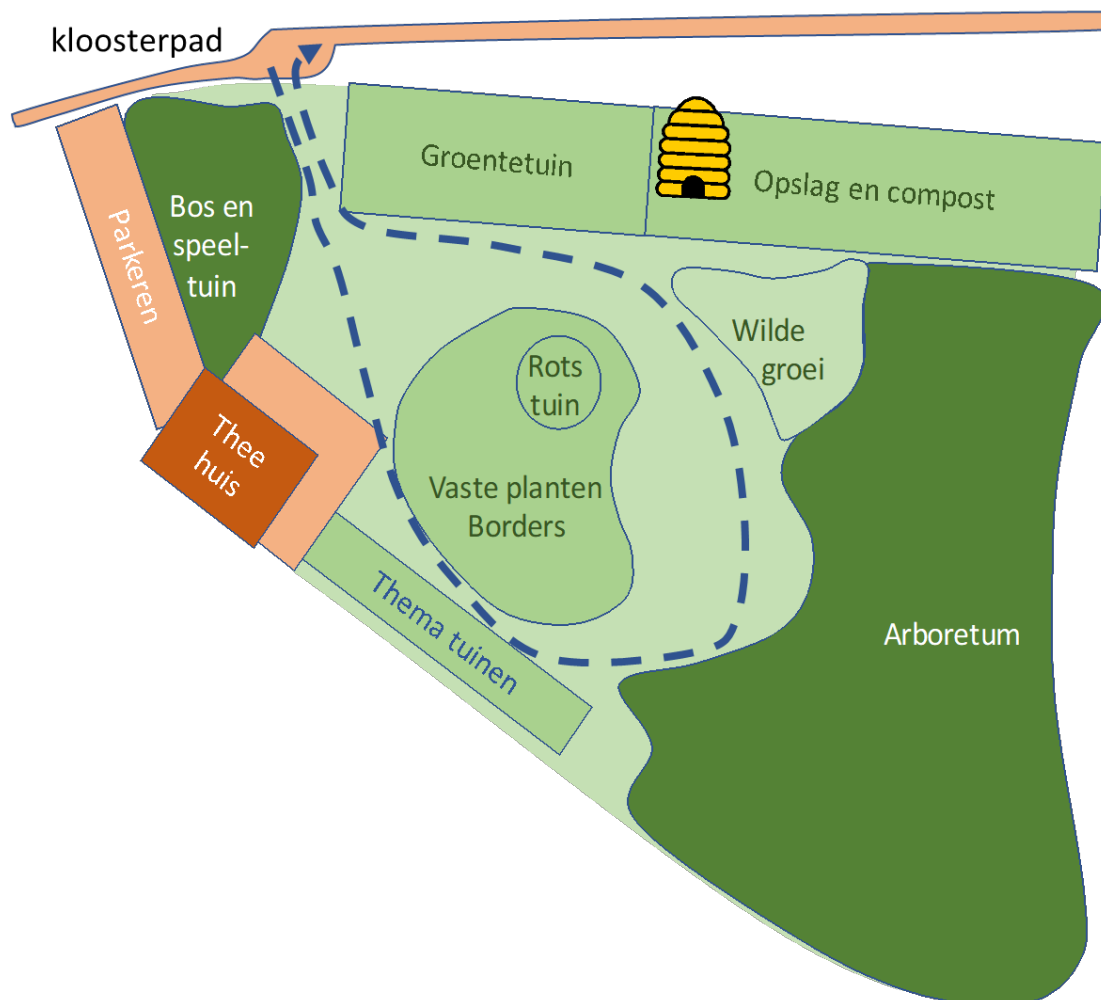 kloosterpad
Groentetuin
Opslag en compost
Bos en
speel-
tuin
Parkeren
Wilde
groei
Rots
tuin
Thee
huis
Vaste planten
Borders
Thema tuinen
Arboretum